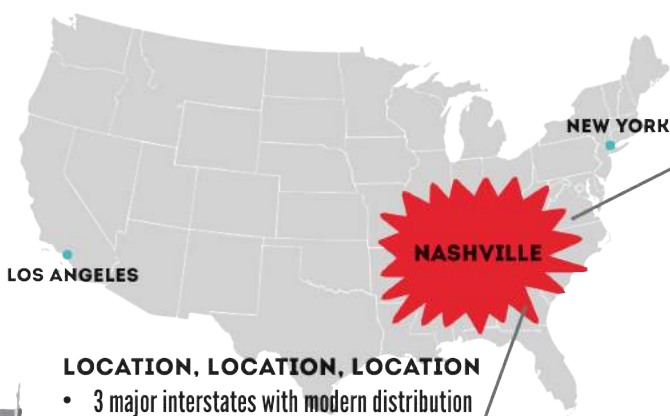 NEW YORK
NASHVILLE
LOS ANGELES
LOCATION, LOCATION, LOCATION
• 3 major interstates with modern distribution